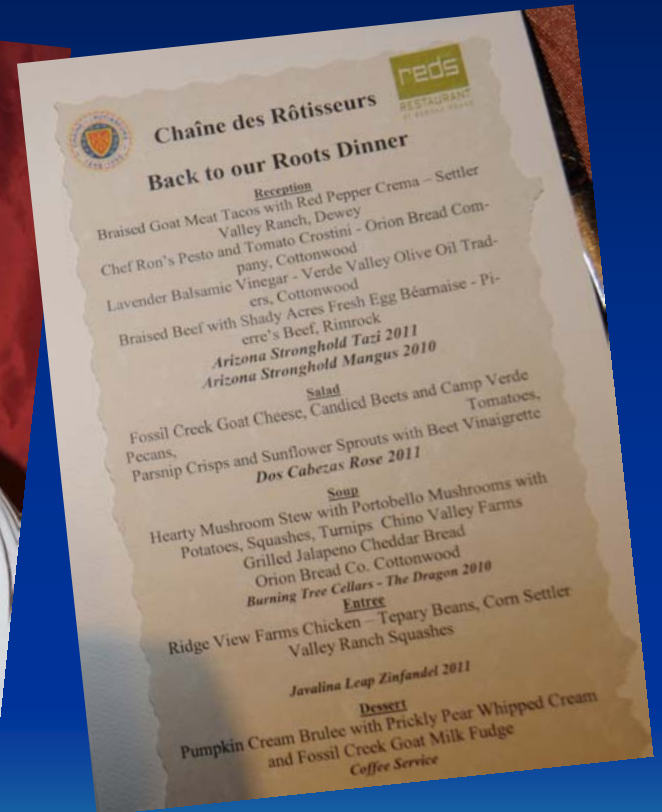 reds
RESTAURANT
Chaîne des Rôtisseurs
Back to our Roots Dinner
Reception
Braised Goat Meat Tacos with Red Pepper Crema – Settler
Valley Ranch, Dewey
Chef Ron's Pesto and Tomato Crostini - Orion Bread Com-
pany, Cottonwood
Lavender Balsamic Vinegar - Verde Valley Olive Oil Trad-
ers, Cottonwood
Braised Beef with Shady Acres Fresh Egg Béarnaise - Pi-
erre's Beef, Rimrock
Arizona Stronghold Tazi 2011
Arizona Stronghold Mangus 2010
Salad
Fossil Creek Goat Cheese, Candied Beets and Camp Verde
Pecans, Tomatoes,
Parsnip Crisps and Sunflower Sprouts with Beet Vinaigrette
Dos Cabezas Rose 2011
Soup
Hearty Mushroom Stew with Portobello Mushrooms with
Potatoes, Squashes, Turnips Chino Valley Farms
Grilled Jalapeno Cheddar Bread
Orion Bread Co. Cottonwood
Burning Tree Cellars - The Dragon 2010
Entree
Ridge View Farms Chicken – Tepary Beans, Corn Settler
Valley Ranch Squashes
Javalina Leap Zinfandel 2011
Dessert
Pumpkin Cream Brulee with Prickly Pear Whipped Cream
and Fossil Creek Goat Milk Fudge
Coffee Service